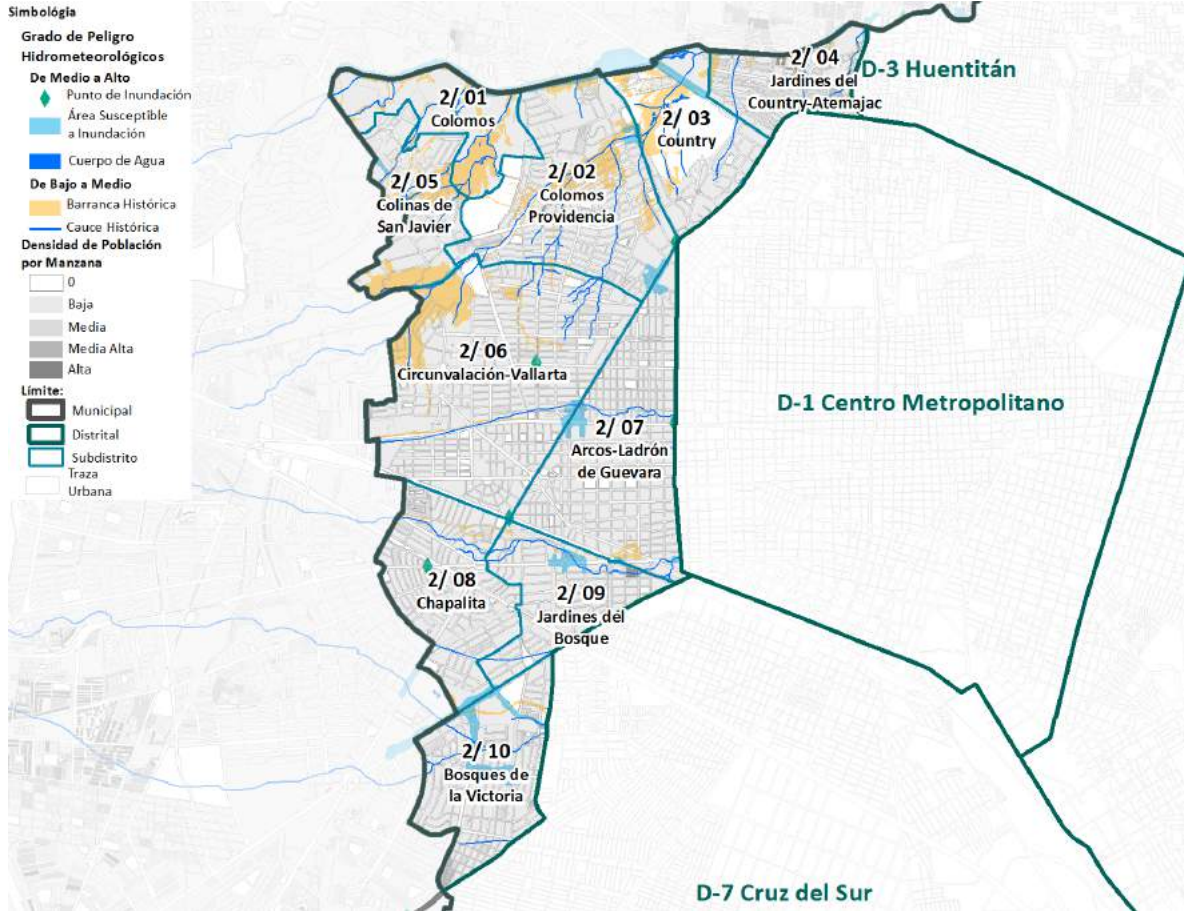 Simbológia
Grado de Peligro
Hidrometeorológicos
De Medio a Alto
Punto de Inundación
Área Susceptible
a Inundación
Cuerpo de Agua
De Bajo a Medio
Barranca Histórica
Cauce Histórica
Densidad de Población
por Manzana
0
Baja
Media
Media Alta
Alta
Límite:
Municipal
Distrital
Subdistrito
Traza
Urbana
2/ 01
Colomos
2/ 02
Colomos
Providencia
2/ 03
Country
2/ 04
Jardines del
Country-Atemajac
2/ 05
Colinas de
San Javier
2/ 06
Circunvalación-Vallarta
2/ 07
Arcos-Ladrón
de Guevara
2/ 08
Chapalita
2/ 09
Jardines del
Bosque
2/ 10
Bosques de
la Victoria
D-3 Huentitán
D-1 Centro Metropolitano
D-7 Cruz del Sur